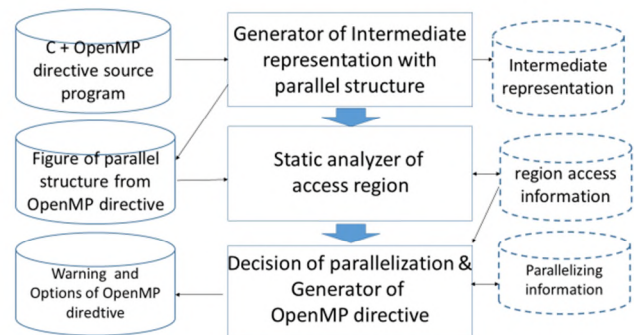 C + OpenMP
directive source
program
Generator of Intermediate
representation with
parallel structure
Intermediate
representation
Figure of parallel
structure from
OpenMP directive
Static analyzer of
access region
region access
information
Warning and
Options of OpenMP
diredtive
Decision of parallelization &
Generator of
OpenMP directive
Parallelizing
information